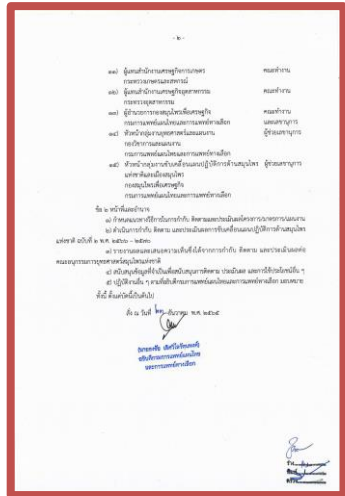 - ๒ -
๑๑) ผู้แทนสำนักงานเศรษฐกิจการเกษตร คณะทำงาน
กระทรวงเกษตรและสหกรณ์
๑๒) ผู้แทนสำนักงานเศรษฐกิจอุตสาหกรรม คณะทำงาน
กระทรวงอุตสาหกรรม
๑๓) ผู้อำนวยการกองสมุนไพรเพื่อเศรษฐกิจ คณะทำงาน
กรมการแพทย์แผนไทยและการแพทย์ทางเลือก และเลขานุการ
๑๔) หัวหน้ากลุ่มงานยุทธศาสตร์และแผนงาน ผู้ช่วยเลขานุการ
กองวิชาการและแผนงาน
กรมการแพทย์แผนไทยและการแพทย์ทางเลือก
๑๕) หัวหน้ากลุ่มงานขับเคลื่อนแผนปฏิบัติการด้านสมุนไพร ผู้ช่วยเลขานุการ
แห่งชาติและเมืองสมุนไพร
กองสมุนไพรเพื่อเศรษฐกิจ
กรมการแพทย์แผนไทยและการแพทย์ทางเลือก
ข้อ ๒ หน้าที่และอำนาจ
๑) กำหนดแนวทางวิธีการในการกำกับ ติดตามและประเมินผลโครงการ/มาตรการ/แผนงาน
๒) ดำเนินการกำกับ ติดตาม และประเมินผลการขับเคลื่อนแผนปฏิบัติการด้านสมุนไพร
แห่งชาติ ฉบับที่ ๒ พ.ศ. ๒๕๖๖ – ๒๕๗๐
๓) รายงานผลและเสนอความเห็นซึ่งได้จากการกำกับ ติดตาม และประเมินผลต่อ
คณะอนุกรรมการยุทธศาสตร์สมุนไพรแห่งชาติ
๔) สนับสนุนข้อมูลที่จำเป็นเพื่อสนับสนุนการติดตาม ประเมินผล และการใช้ประโยชน์อื่น ๆ
๕) ปฏิบัติงานอื่น ๆ ตามที่อธิบดีกรมการแพทย์แผนไทยและการแพทย์ทางเลือก มอบหมาย
ทั้งนี้ ตั้งแต่บัดนี้เป็นต้นไป
สั่ง ณ วันที่ ธันวาคม พ.ศ. ๒๕๖๕
อธิบดีกรมการแพทย์แผนไทย
และการแพทย์ทางเลือก